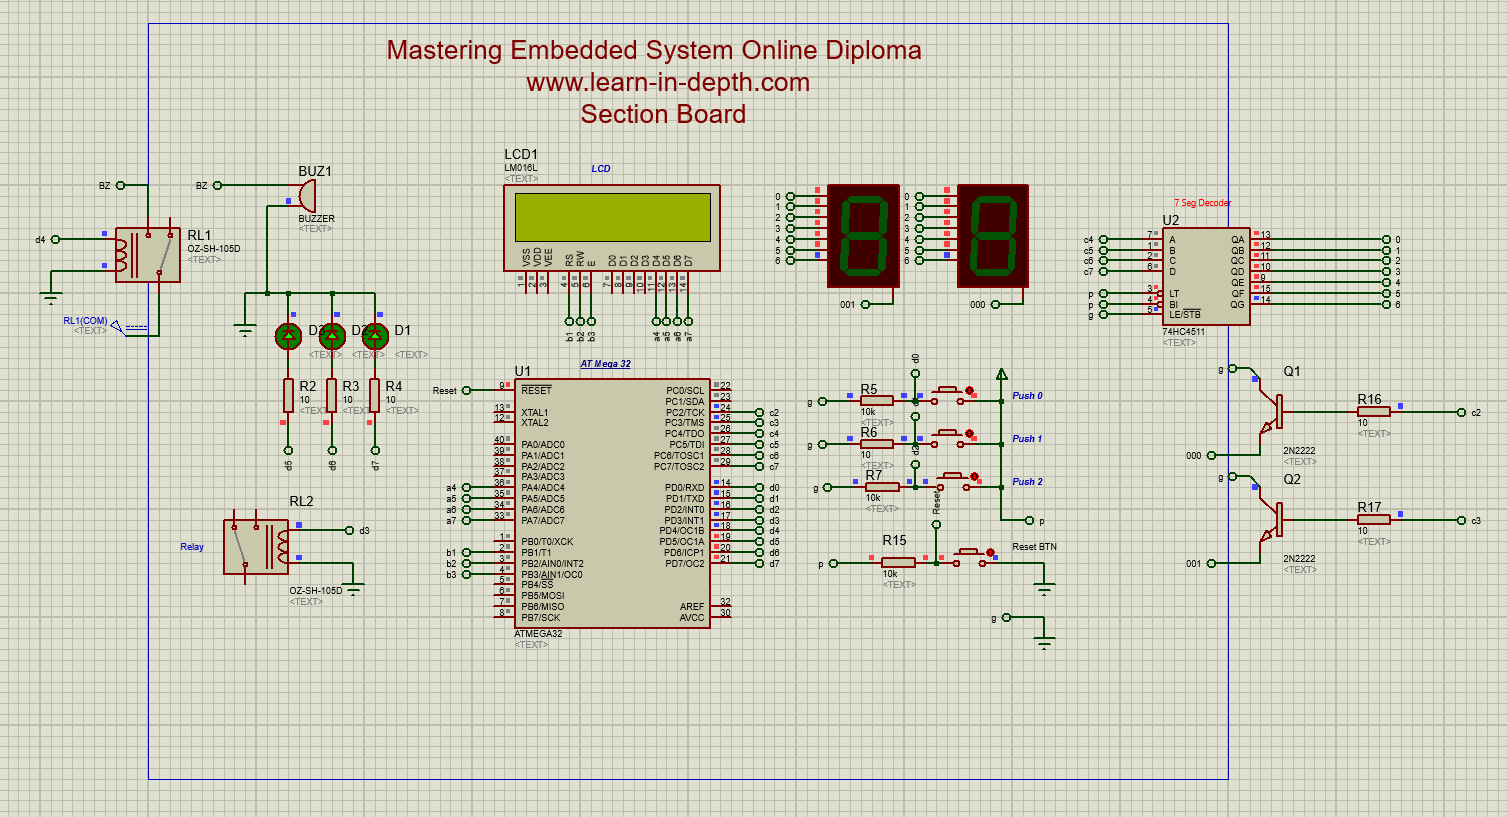 Mastering Embedded System Online Diploma
www.learn-in-depth.com
Section Board
BZ
BZ
BUZ1
BUZZER
<TEXT>
d4
RL1
OZ-SH-105D
<TEXT>
RL1(COM)
<TEXT>
D3
D2
D1
<TEXT>
<TEXT>
<TEXT>
R2
10
<TEXT>
R3
10
<TEXT>
R4
10
<TEXT>
d5
d6
d7
RL2
d3
Relay
OZ-SH-105D
<TEXT>
LCD1
LM016L
<TEXT>
LCD
VSS
VDD
VEE
RS
RW
E
D0
D1
D2
D3
D4
D5
D6
D7
1
2
3
4
5
6
7
8
9
10
11
12
13
14
b1
b2
b3
a4
a5
a6
a7
AT Mega 32
U1
Reset
9
RESET
13
XTAL1
12
XTAL2
40
PA0/ADC0
39
PA1/ADC1
38
PA2/ADC2
37
PA3/ADC3
a4
36
PA4/ADC4
a5
35
PA5/ADC5
a6
34
PA6/ADC6
a7
33
PA7/ADC7
1
PB0/T0/XCK
b1
2
PB1/T1
b2
3
PB2/AIN0/INT2
b3
4
PB3/AIN1/OC0
5
PB4/SS
6
PB5/MOSI
7
PB6/MISO
8
PB7/SCK
PC0/SCL
22
PC1/SDA
23
PC2/TCK
24
c2
PC3/TMS
25
c3
PC4/TDO
26
c4
PC5/TDI
27
c5
PC6/TOSC1
28
c6
PC7/TOSC2
29
c7
PD0/RXD
14
d0
PD1/TXD
15
d1
PD2/INT0
16
d2
PD3/INT1
17
d3
PD4/OC1B
18
d4
PD5/OC1A
19
d5
PD6/ICP1
20
d6
PD7/OC2
21
d7
AREF
32
AVCC
30
ATMEGA32
<TEXT>
0
1
2
3
4
5
6
001
0
1
2
3
4
5
6
000
d0
g
R5
10k
<TEXT>
Push 0
g
R6
10
<TEXT>
Push 1
g
R7
10k
<TEXT>
Push 2
Reset
p
p
R15
10k
<TEXT>
Reset BTN
g
7 Seg Decoder
U2
c4
7
A
c5
1
B
c6
2
C
c7
6
D
p
3
LT
p
4
BI
g
5
LE/STB
QA
13
0
QB
12
1
QC
11
2
QD
10
3
QE
9
4
QF
15
5
QG
14
6
74HC4511
<TEXT>
g
Q1
2N2222
<TEXT>
000
R16
10
<TEXT>
c2
g
Q2
2N2222
<TEXT>
001
R17
10
<TEXT>
c3